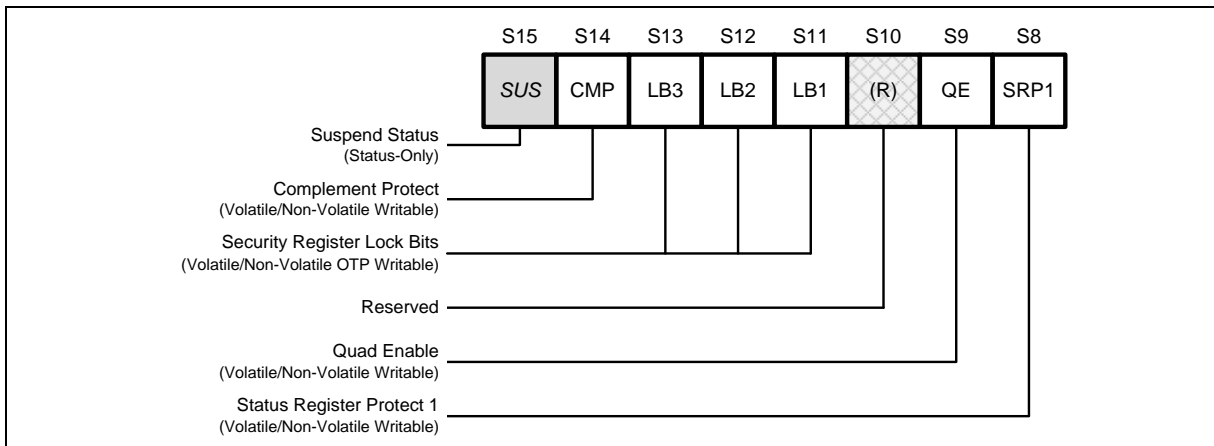 S15 S14 S13 S12 S11 S10 S9 S8
SUS CMP LB3 LB2 LB1 (R) QE SRP1
Suspend Status
(Status-Only)
Complement Protect
(Volatile/Non-Volatile Writable)
Security Register Lock Bits
(Volatile/Non-Volatile OTP Writable)
Reserved
Quad Enable
(Volatile/Non-Volatile Writable)
Status Register Protect 1
(Volatile/Non-Volatile Writable)